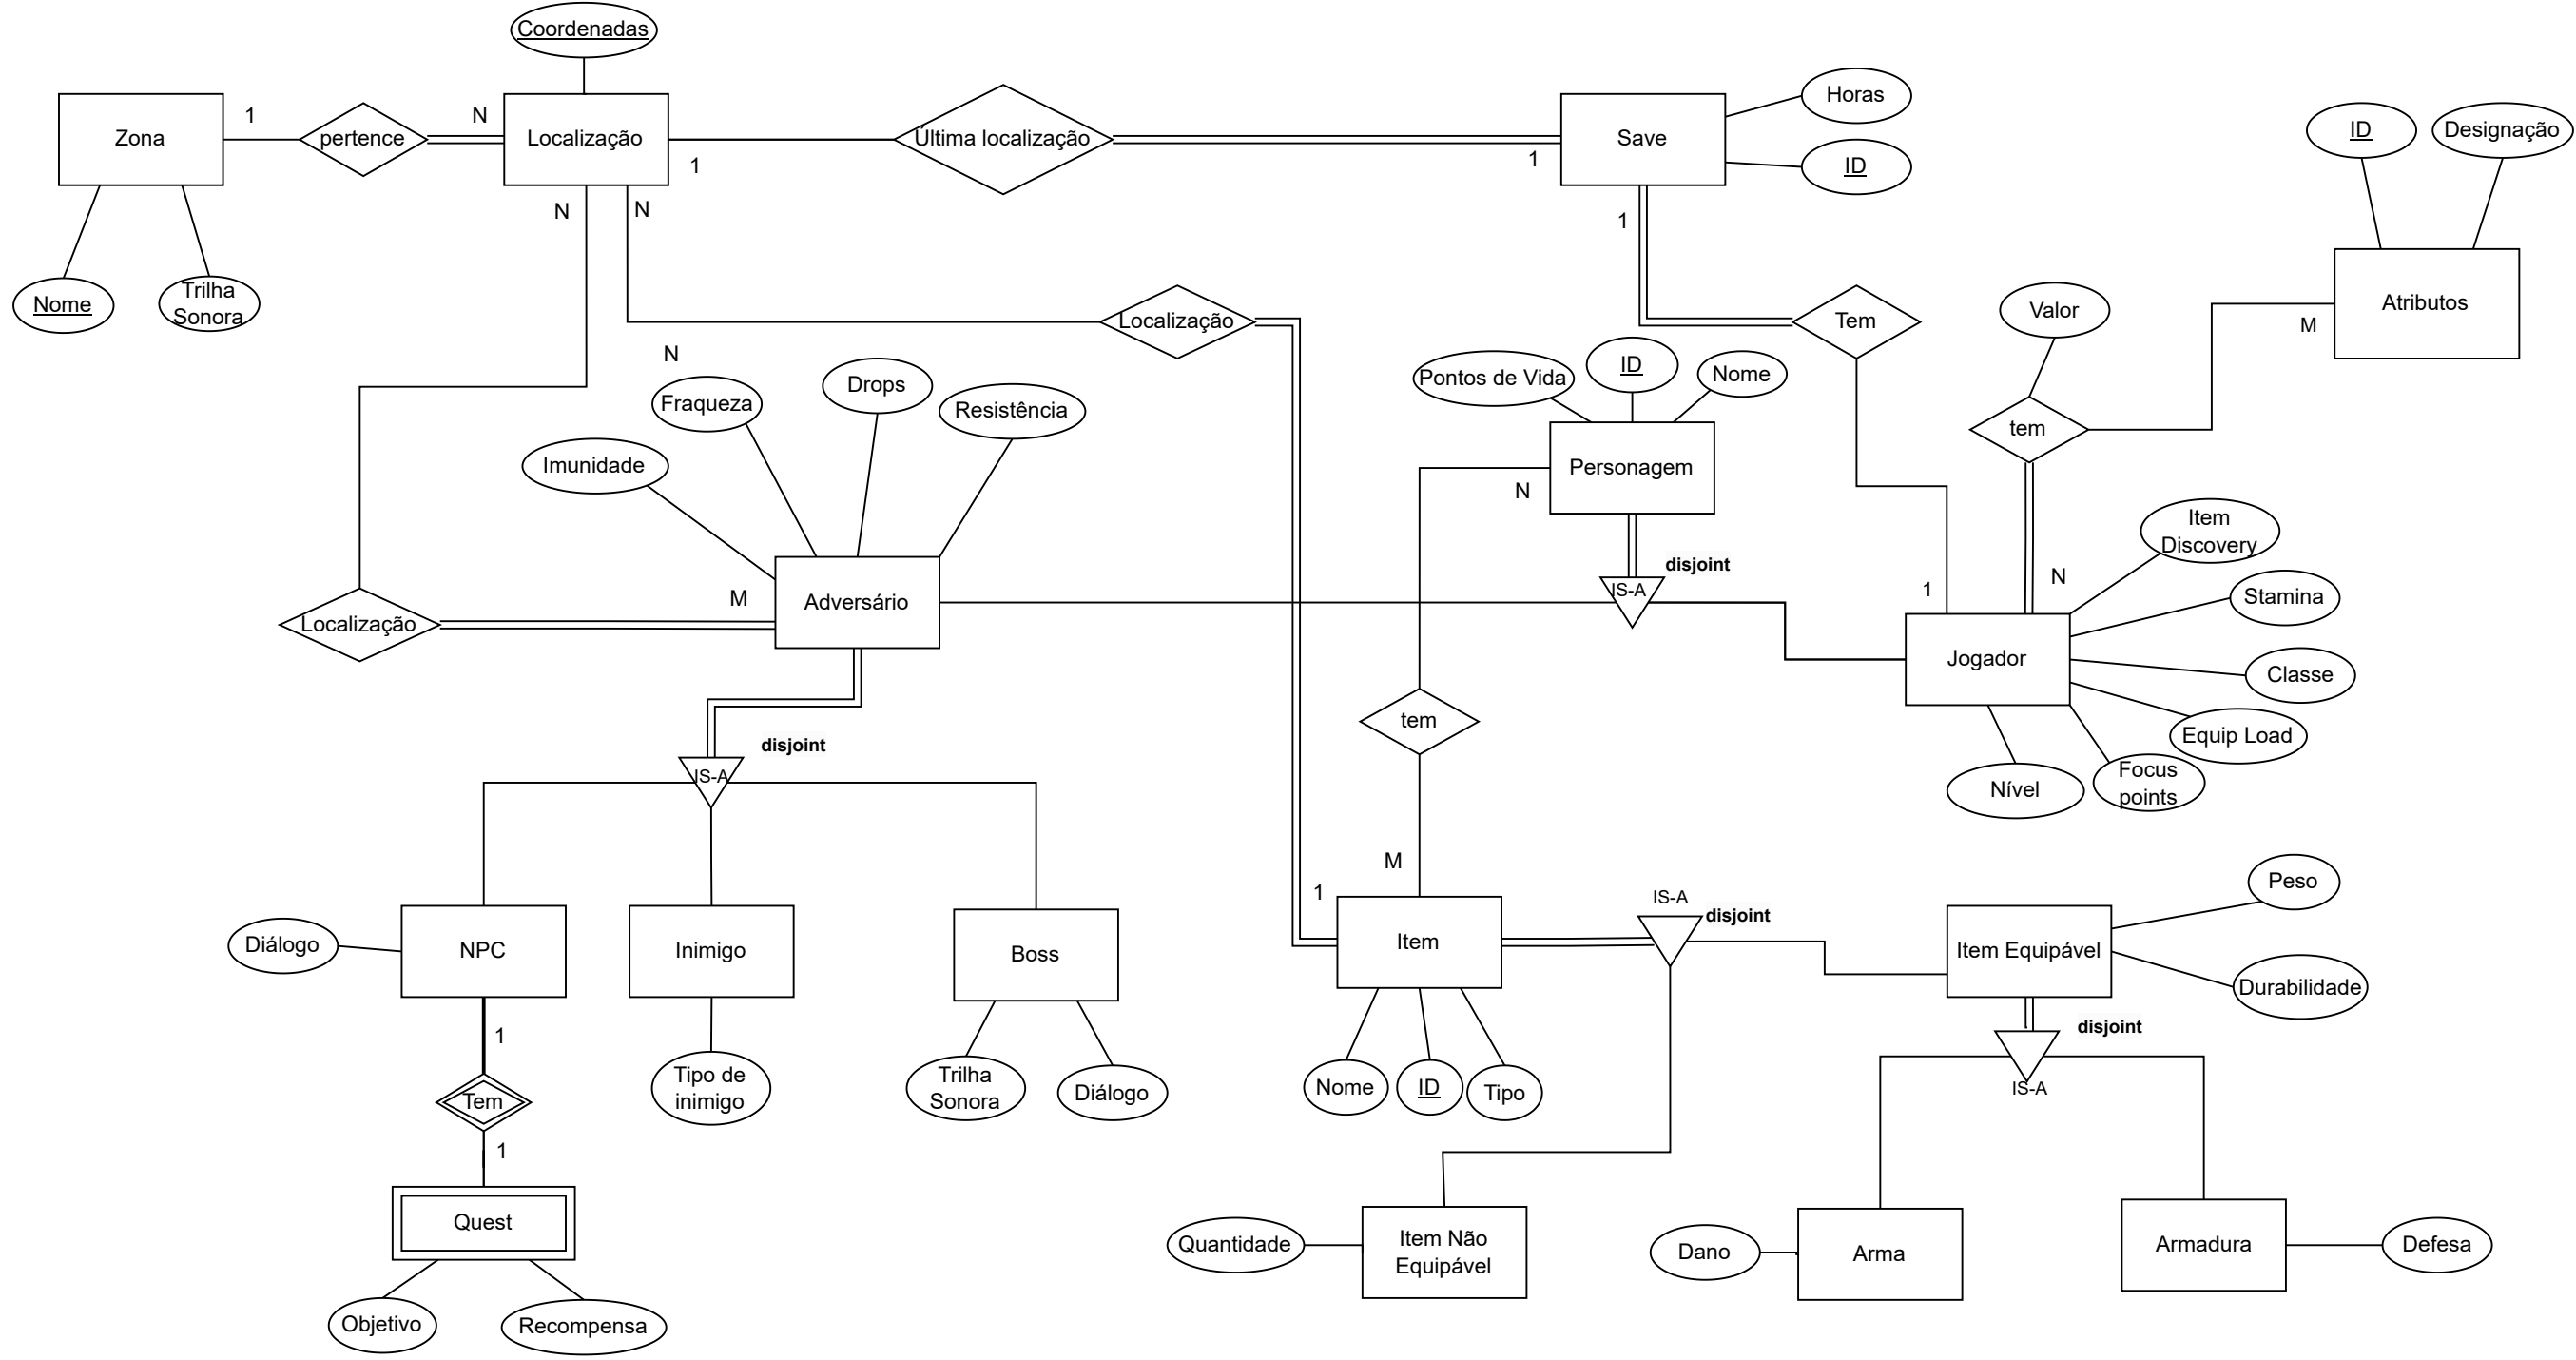 Coordenadas
Zona
1
pertence
N
Localização
1
Última localização
1
Save
Horas
ID
ID
Designação
Nome
Trilha
Sonora
N
N
1
Atributos
M
Valor
Localização
Tem
N
Fraqueza
Drops
Resistência
Imunidade
Pontos de Vida
ID
Nome
Personagem
N
tem
Item
Discovery
Stamina
Classe
Equip Load
Focus
points
Nível
Jogador
1
N
disjoint
IS-A
Adversário
M
Localização
disjoint
IS-A
tem
M
1
NPC
Diálogo
Inimigo
Boss
Item
IS-A
disjoint
Item Equipável
Peso
Durabilidade
1
Tem
1
Tipo de
inimigo
Trilha
Sonora
Diálogo
Nome
ID
Tipo
disjoint
IS-A
Quest
Objetivo
Recompensa
Quantidade
Item Não
Equipável
Dano
Arma
Armadura
Defesa